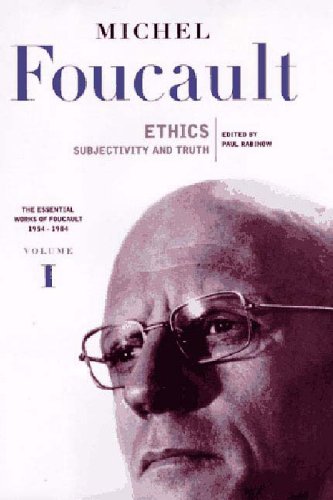 MICHEL
Foucault
ETHICS
SUBJECTIVITY AND TRUTH
EDITED BY
PAUL RABINOW
THE ESSENTIAL
WORKS OF FOUCAULT
1954 - 1984
VOLUME
I